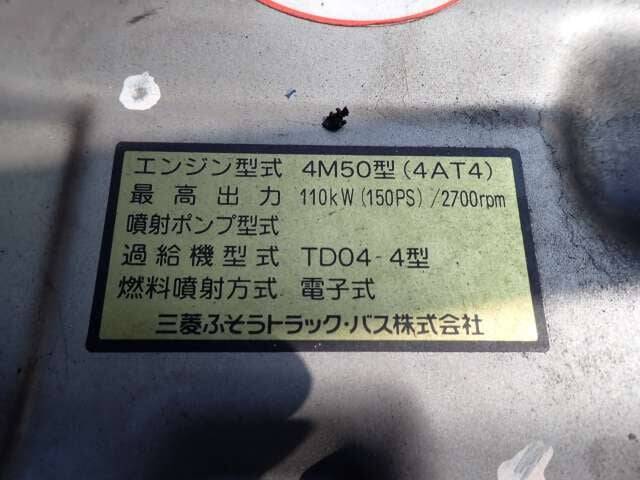 エンジン型式 4M50型(4AT4)
最高出力 110kW(150PS)/2700rpm
噴射ポンプ型式
過給機型式 TD04-4型
燃料噴射方式 電子式
三菱ふそうトラック・バス株式会社